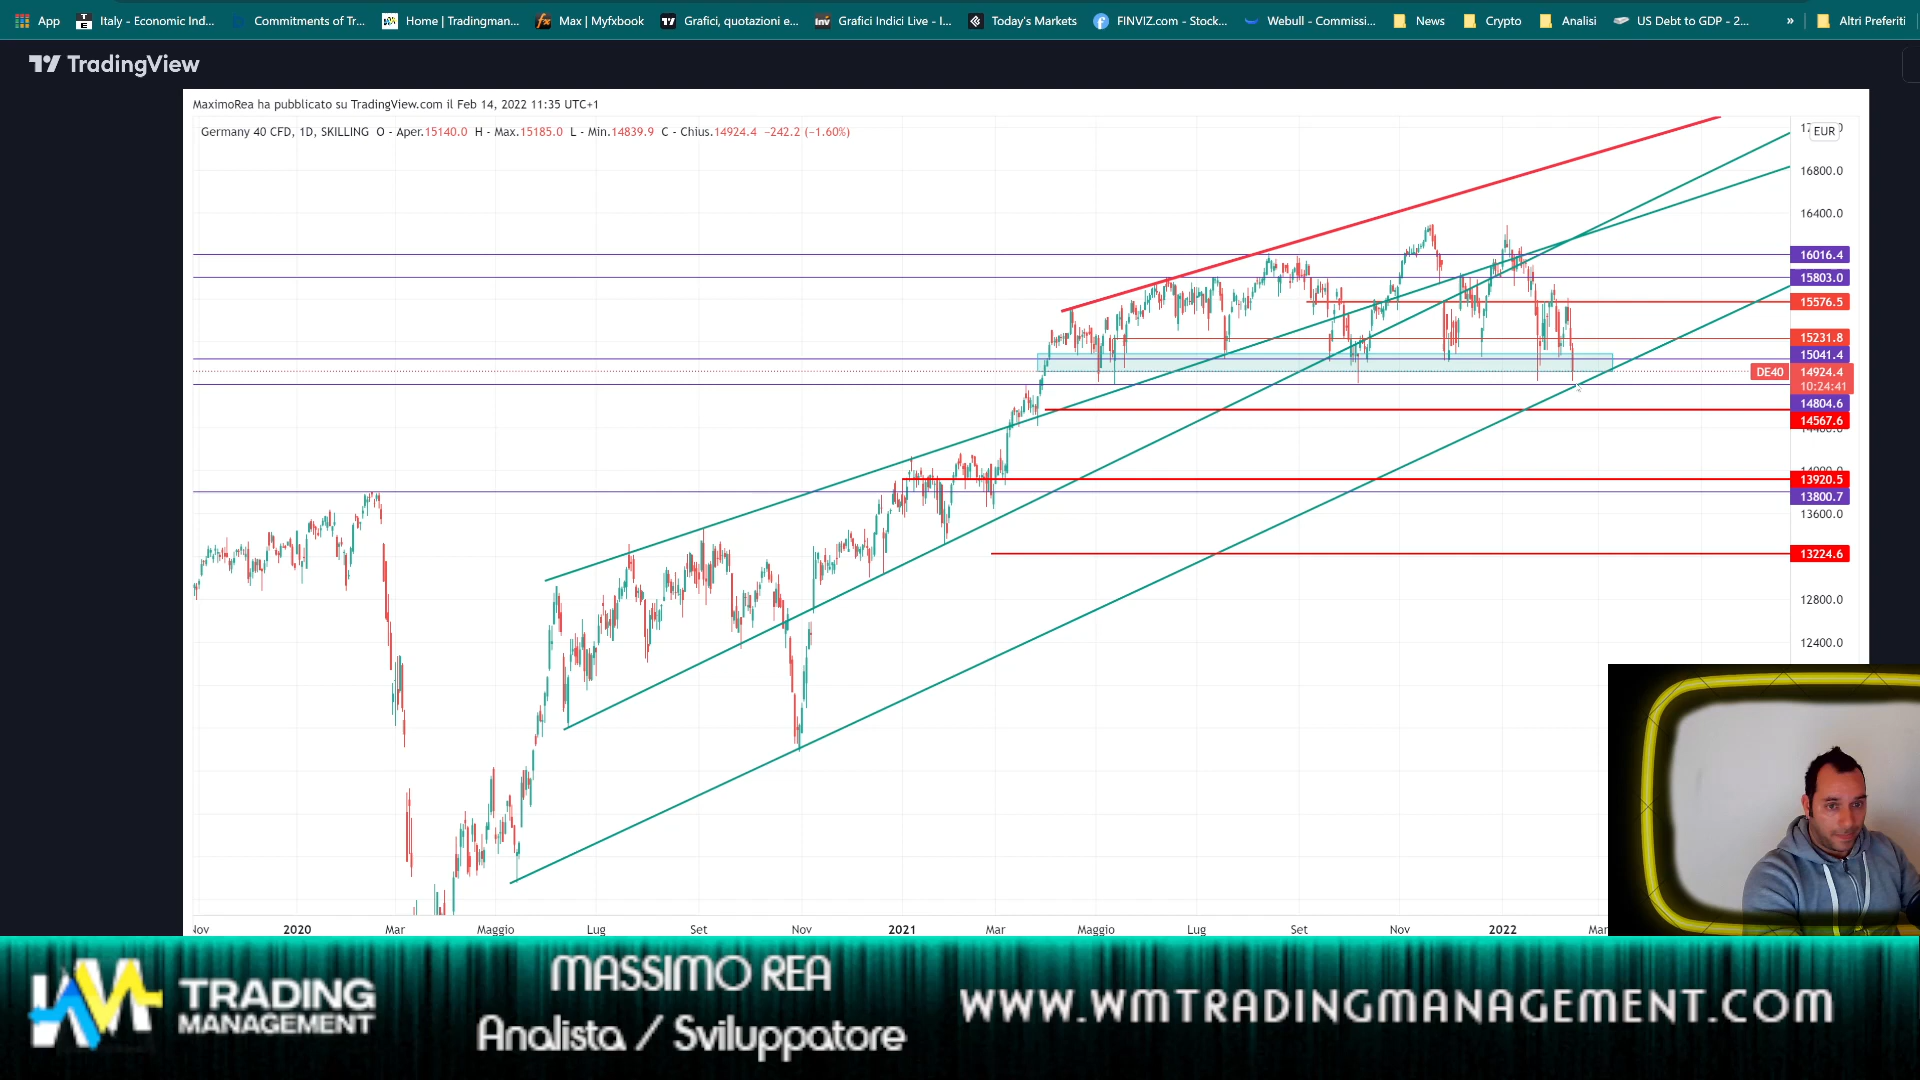 App
Italy - Economic Ind...
Commitments of Tr...
Home | Tradingman...
Max | Myfxbook
Grafici, quotazioni e...
Grafici Indici Live - I...
Today's Markets
FINVIZ.com - Stock...
Webull - Commissi...
News
Crypto
Analisi
US Debt to GDP - 2...
»
Altri Preferiti
TradingView
MaximoRea ha pubblicato su TradingView.com il Feb 14, 2022 11:35 UTC+1
Germany 40 CFD, 1D, SKILLING O - Aper.15140.0 H - Max.15185.0 L - Min.14839.9 C - Chius.14924.4 −242.2 (−1.60%)
EUR
16800.0
16400.0
16016.4
15803.0
15576.5
15231.8
15041.4
DE40 14924.4
10:24:41
14804.6
14567.6
13920.5
13800.7
13600.0
13224.6
12800.0
12400.0
Nov 2020 Mar Maggio Lug Set Nov 2021 Mar Maggio Lug Set Nov 2022 Mar
TRADING
MANAGEMENT
MASSIMO REA
Analista / Sviluppatore
WWW.WMTRADINGMANAGEMENT.COM